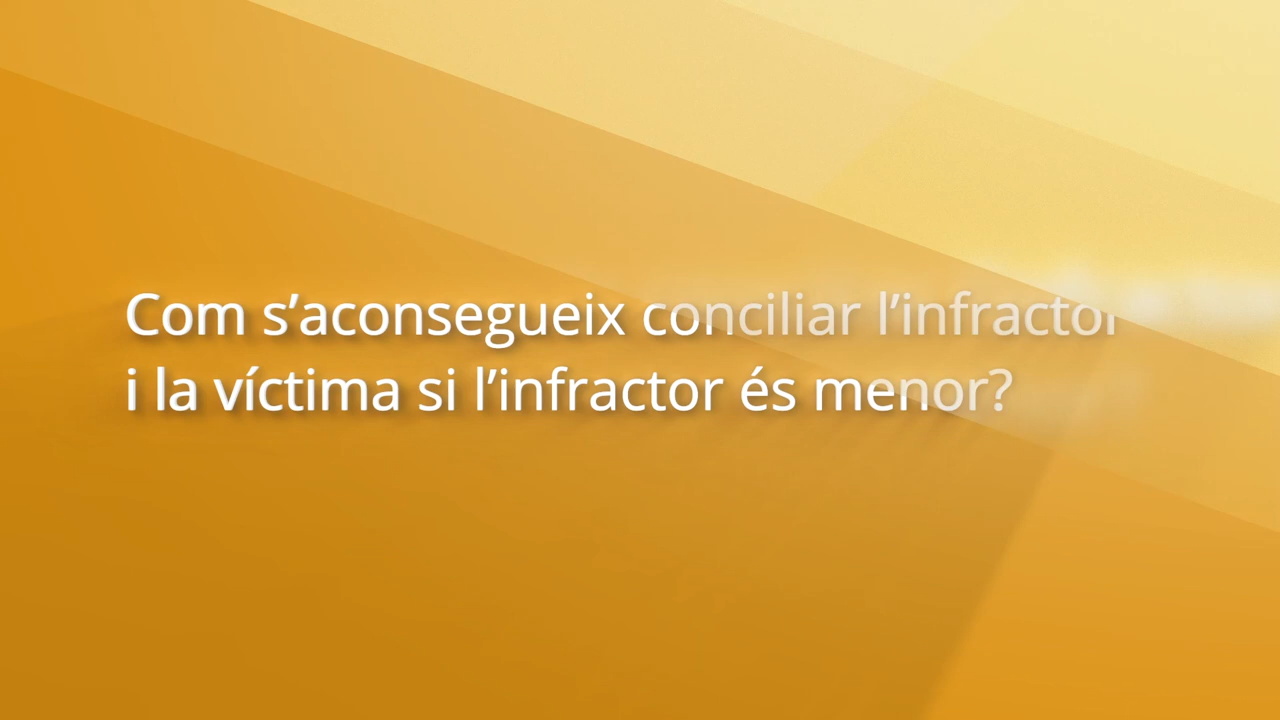 Com s’aconsegueix conciliar l’infractor
i la víctima si l’infractor és menor?